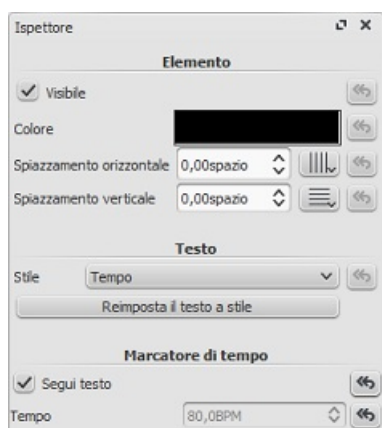 Ispettore
Elemento
Visibile
Colore
Spiazzamento orizzontale 0,00spazio
Spiazzamento verticale 0,00spazio
Testo
Stile Tempo
Reimposta il testo a stile
Marcatore di tempo
Segui testo
Tempo 80,0BPM